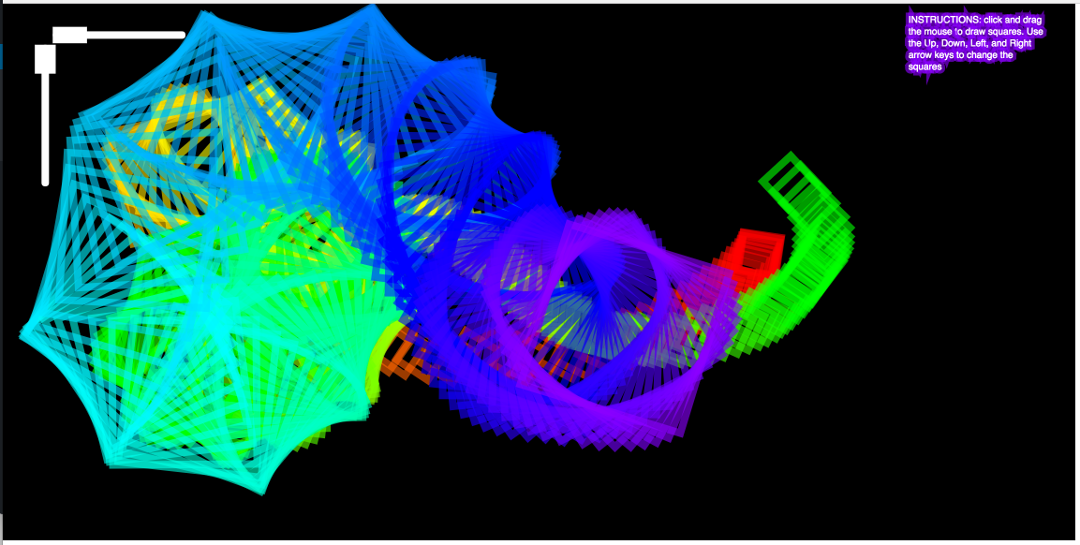 INSTRUCTIONS: click and drag
the mouse to draw squares. Use
the Up, Down, Left, and Right
arrow keys to change the
squares